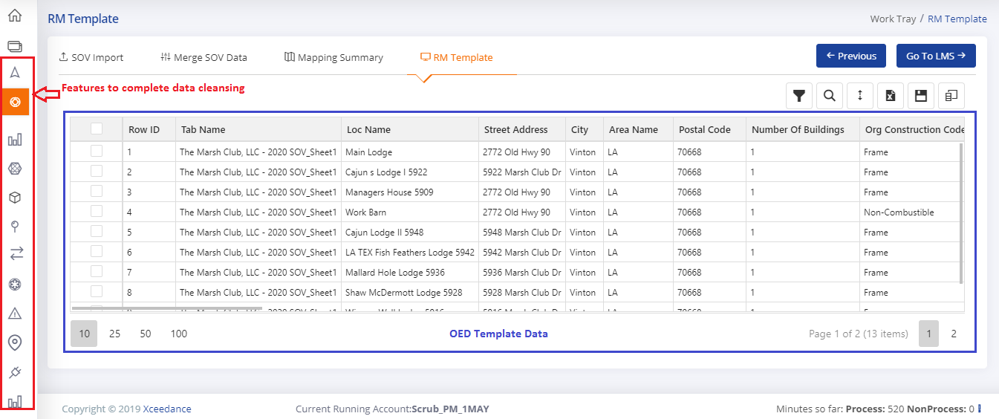 RM Template
Work Tray / RM Template
SOV Import Merge SOV Data Mapping Summary RM Template
← Previous Go To LMS →
Features to complete data cleansing
Row ID Tab Name Loc Name Street Address City Area Name Postal Code Number Of Buildings Org Construction Code
1 The Marsh Club, LLC - 2020 SOV_Sheet1 Main Lodge 2772 Old Hwy 90 Vinton LA 70668 1 Frame
2 The Marsh Club, LLC - 2020 SOV_Sheet1 Cajun s Lodge I 5922 5922 Marsh Club Dr Vinton LA 70668 1 Frame
3 The Marsh Club, LLC - 2020 SOV_Sheet1 Managers House 5909 2772 Old Hwy 90 Vinton LA 70668 1 Frame
4 The Marsh Club, LLC - 2020 SOV_Sheet1 Work Barn 2772 Old Hwy 90 Vinton LA 70668 1 Non-Combustible
5 The Marsh Club, LLC - 2020 SOV_Sheet1 Cajun Lodge II 5948 5948 Marsh Club Dr Vinton LA 70668 1 Frame
6 The Marsh Club, LLC - 2020 SOV_Sheet1 LA TEX Fish Feathers Lodge 5942 5942 Marsh Club Dr Vinton LA 70668 1 Frame
7 The Marsh Club, LLC - 2020 SOV_Sheet1 Mallard Hole Lodge 5936 5936 Marsh Club Dr Vinton LA 70668 1 Frame
8 The Marsh Club, LLC - 2020 SOV_Sheet1 Shaw McDermott Lodge 5928 5928 Marsh Club Dr Vinton LA 70668 1 Frame
10 25 50 100 OED Template Data Page 1 of 2 (13 items) 1 2
Copyright © 2019 Xceedance Current Running Account:Scrub_PM_1MAY Minutes so far: Process: 520 NonProcess: 0